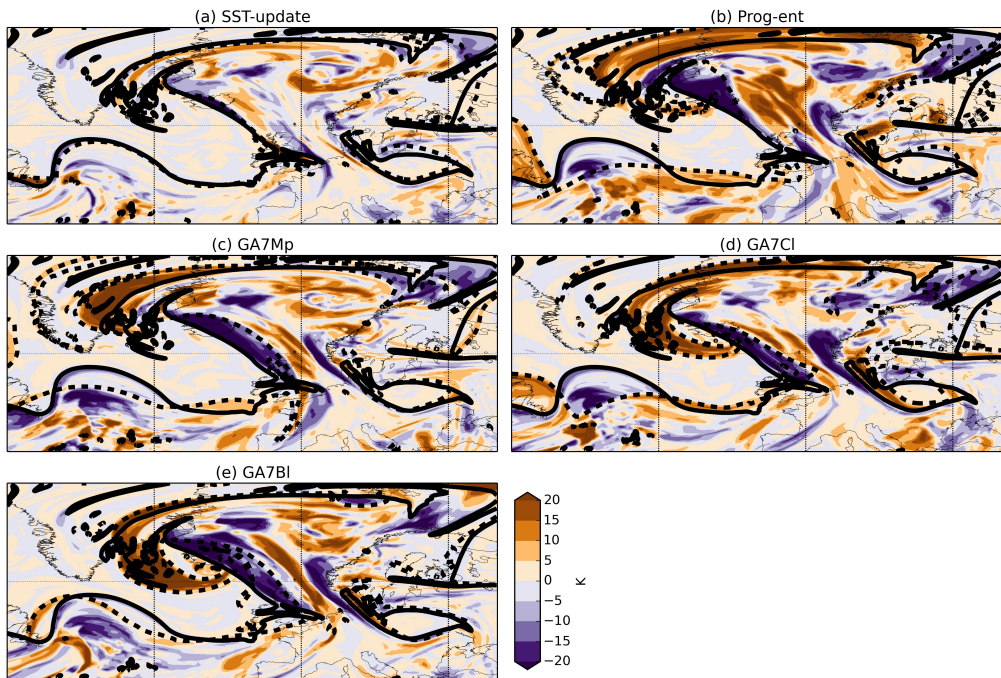 (a) SST-update
(b) Prog-ent
(c) GA7Mp
(d) GA7Cl
(e) GA7Bl
20
15
10
5
0
−5
−10
−15
−20
K